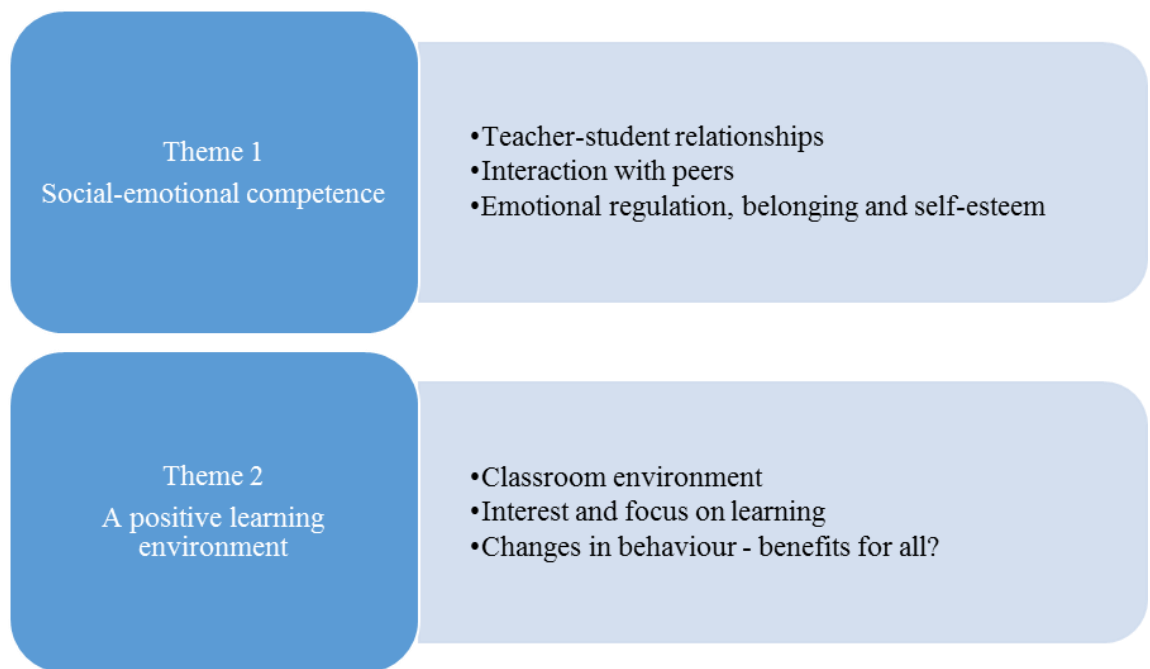 Theme 1
Social-emotional competence
•Teacher-student relationships
•Interaction with peers
•Emotional regulation, belonging and self-esteem
Theme 2
A positive learning
environment
•Classroom environment
•Interest and focus on learning
•Changes in behaviour - benefits for all?